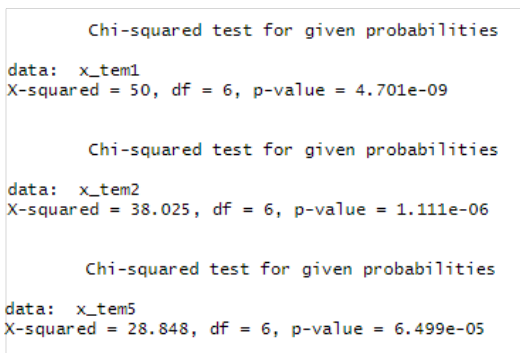 Chi-squared test for given probabilities
data: x_tem1
X-squared = 50, df = 6, p-value = 4.701e-09
Chi-squared test for given probabilities
data: x_tem2
X-squared = 38.025, df = 6, p-value = 1.111e-06
Chi-squared test for given probabilities
data: x_tem5
X-squared = 28.848, df = 6, p-value = 6.499e-05